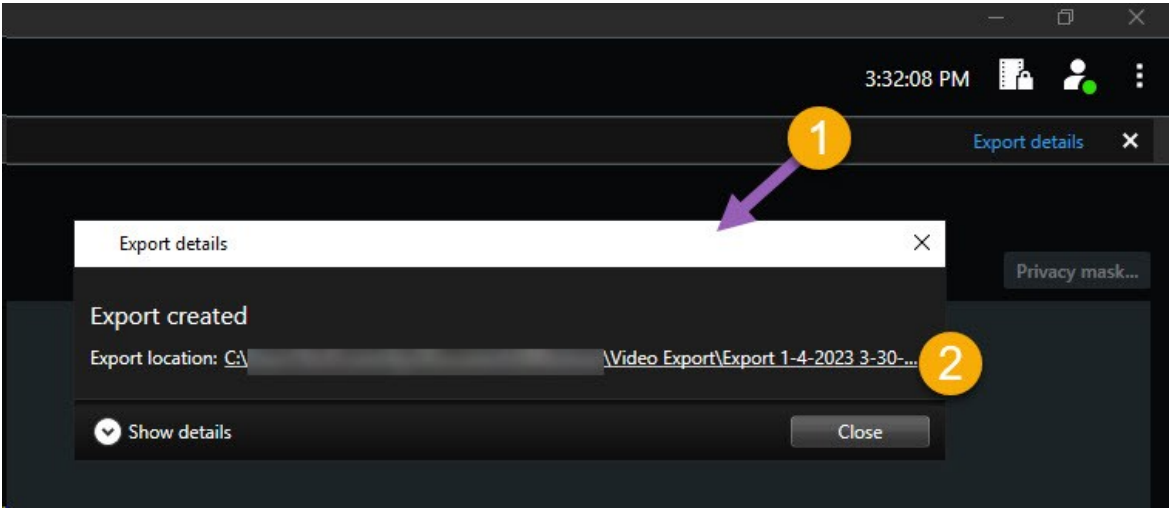 3:32:08 PM
1
Export details
Export details
Privacy mask...
Export created
Export location: C:\ \Video Export\Export 1-4-2023 3-30-...
2
Show details
Close